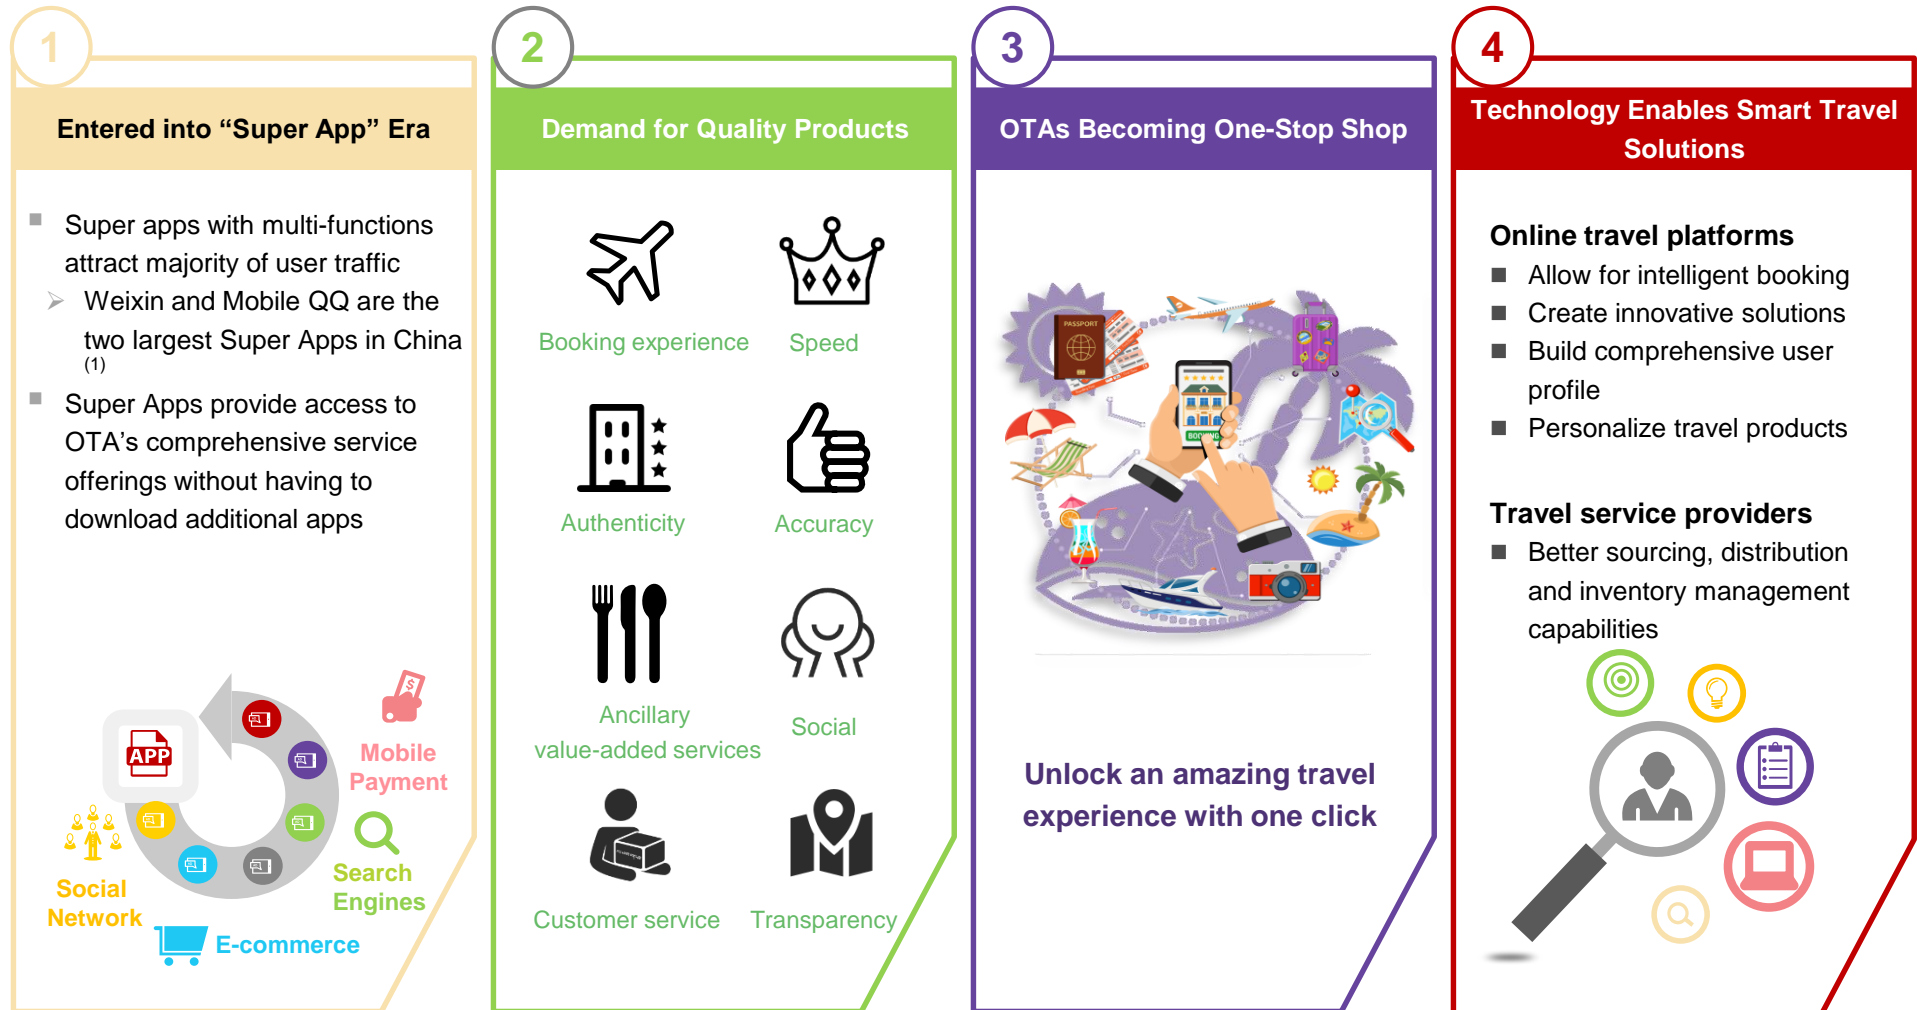 1
Entered into “Super App” Era
■ Super apps with multi-functions
attract majority of user traffic
➢ Weixin and Mobile QQ are the
two largest Super Apps in China
(1)
■ Super Apps provide access to
OTA’s comprehensive service
offerings without having to
download additional apps
APP
$
Mobile
Payment
Search
Engines
Social
Network
E-commerce
2
Demand for Quality Products
Booking experience
Speed
Authenticity
Accuracy
Ancillary
value-added services
Social
Customer service
Transparency
3
OTAs Becoming One-Stop Shop
PASSPORT
BOOKING
Unlock an amazing travel
experience with one click
4
Technology Enables Smart Travel
Solutions
Online travel platforms
■ Allow for intelligent booking
■ Create innovative solutions
■ Build comprehensive user
profile
■ Personalize travel products
Travel service providers
■ Better sourcing, distribution
and inventory management
capabilities